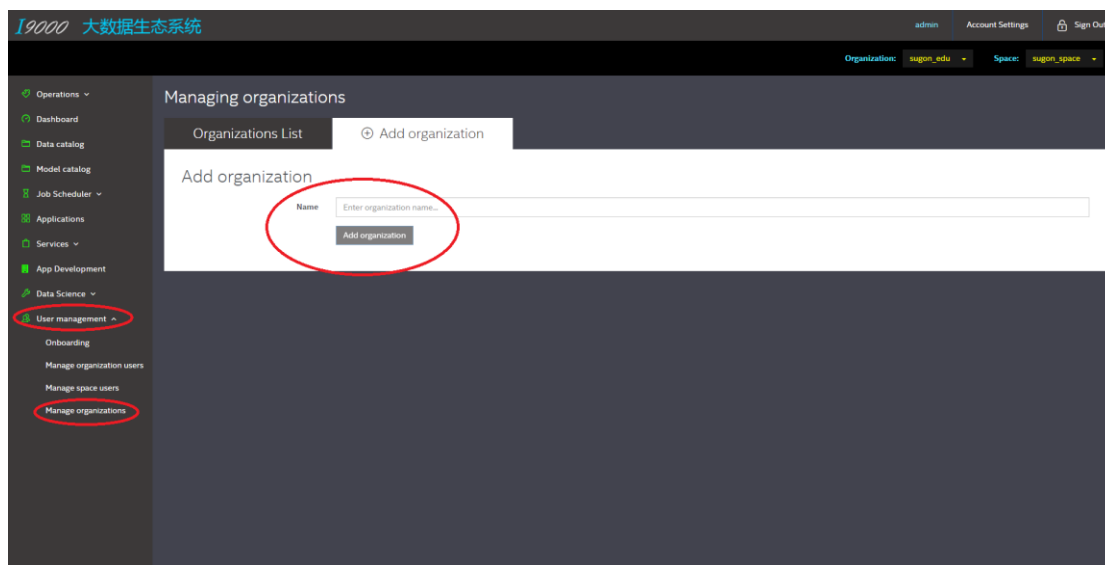 I9000 大数据生态系统
admin Account Settings Sign Out
Organization: sugon_edu Space: sugon_space
Operations
Dashboard
Data catalog
Model catalog
Job Scheduler
Applications
Services
App Development
Data Science
User management
Onboarding
Manage organization users
Manage space users
Manage organizations
Managing organizations
Organizations List
Add organization
Add organization
Name
Enter organization name...
Add organization